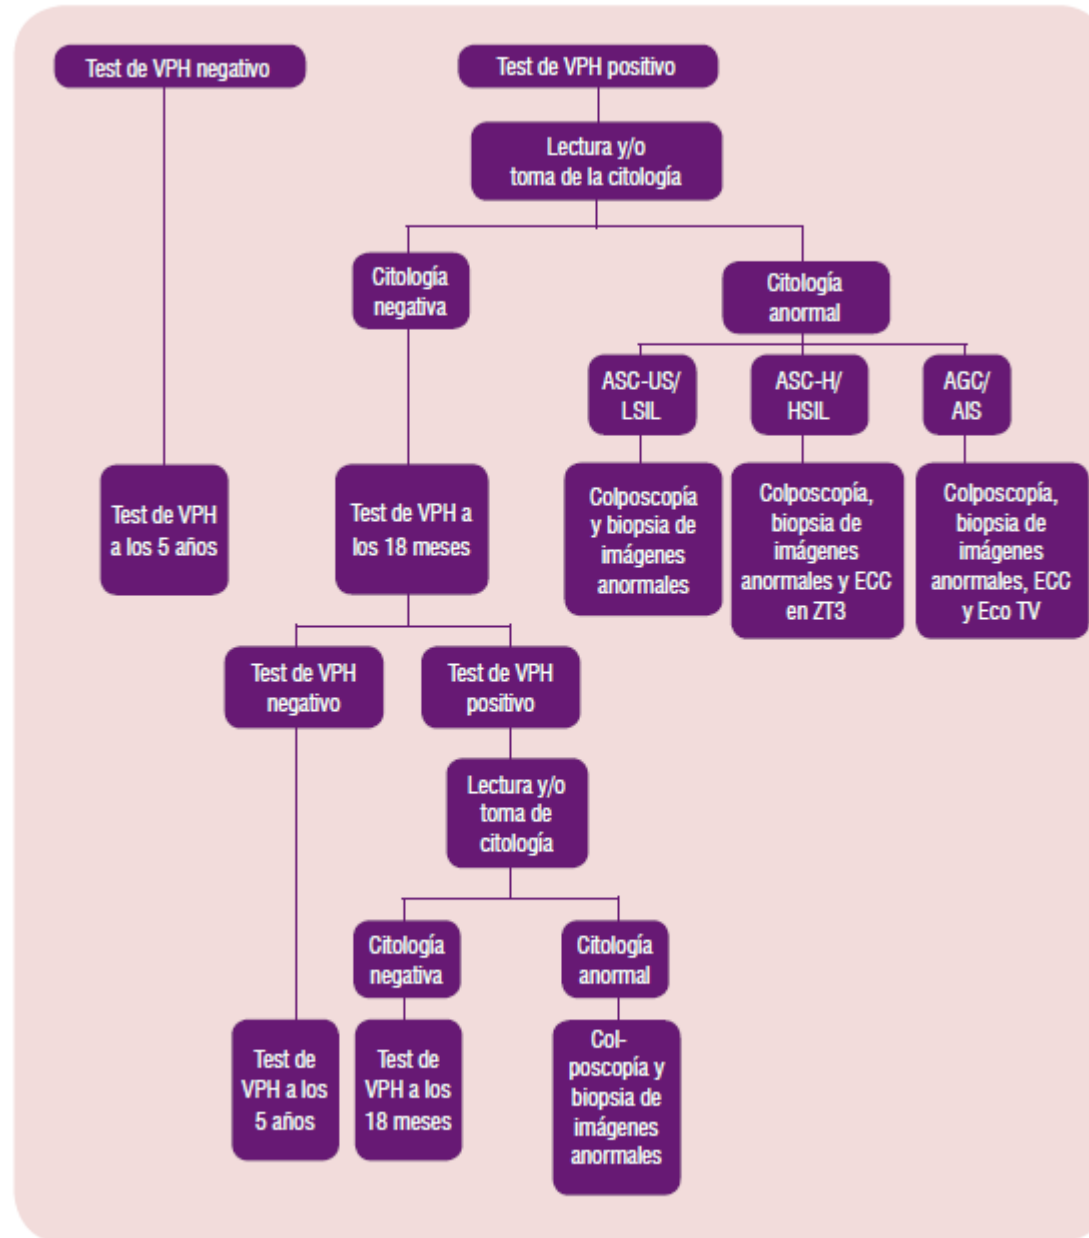 Test de VPH negativo
Test de VPH positivo
Lectura y/o
toma de la citología
Citología
negativa
Citología
anormal
ASC-US/
LSIL
ASC-H/
HSIL
AGC/
AIS
Test de VPH
a los 5 años
Test de VPH a
los 18 meses
Colposcopía
y biopsia de
imágenes
anormales
Colposcopía,
biopsia de
imágenes
anormales y ECC
en ZT3
Colposcopía,
biopsia de
imágenes
anormales, ECC
y Eco TV
Test de VPH
negativo
Test de VPH
positivo
Lectura y/o
toma de
citología
Citología
negativa
Citología
anormal
Test de
VPH a los
5 años
Test de
VPH a los
18 meses
Col-
poscopía y
biopsia de
imágenes
anormales